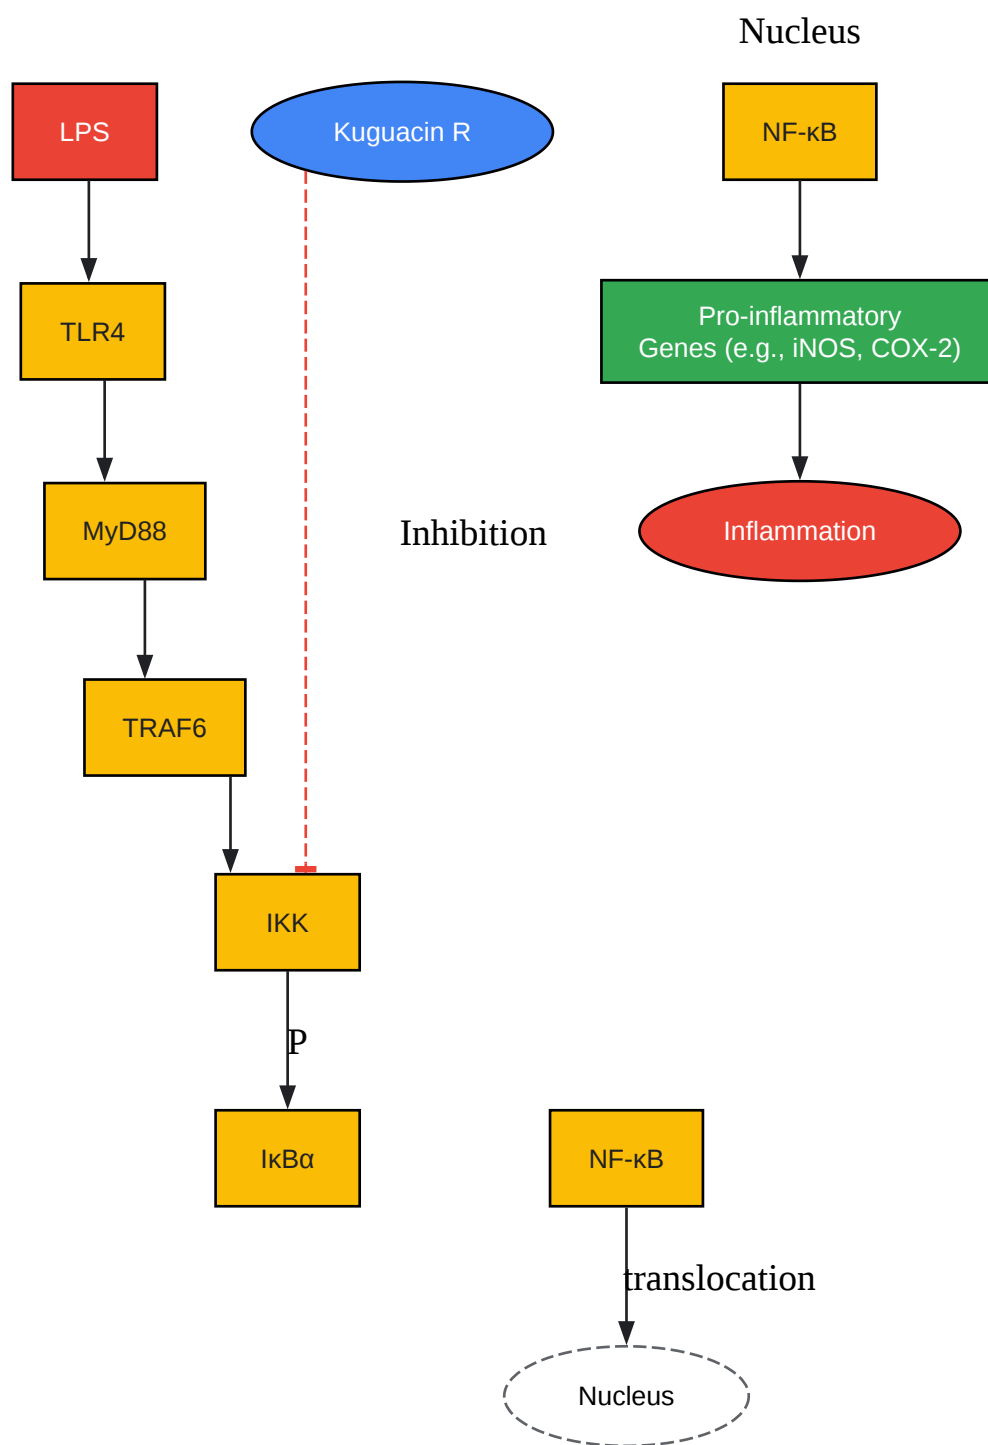 Nucleus
LPS
Kuguacin R
NF-κB
TLR4
Pro-inflammatory
Genes (e.g., iNOS, COX-2)
MyD88
Inhibition
Inflammation
TRAF6
IKK
P
IκBα
NF-κB
translocation
Nucleus